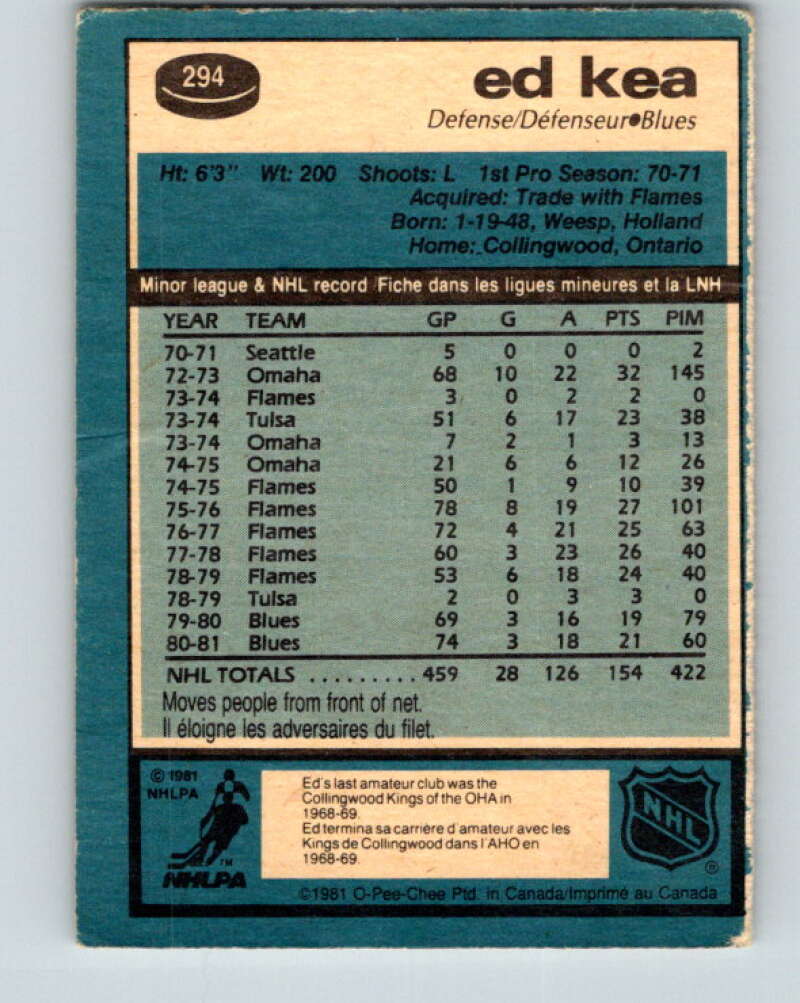 294
ed kea
Defense/Défenseur•Blues
Ht: 6'3" Wt: 200 Shoots: L 1st Pro Season: 70-71
Acquired: Trade with Flames
Born: 1-19-48, Weesp, Holland
Home: Collingwood, Ontario
Minor league & NHL record Fiche dans les ligues mineures et la LNH
YEAR TEAM GP G A PTS PIM
70-71 Seattle 5 0 0 0 2
72-73 Omaha 68 10 22 32 145
73-74 Flames 3 0 2 2 0
73-74 Tulsa 51 6 17 23 38
73-74 Omaha 7 2 1 3 13
74-75 Omaha 21 6 6 12 26
74-75 Flames 50 1 9 10 39
75-76 Flames 78 8 19 27 101
76-77 Flames 72 4 21 25 63
77-78 Flames 60 3 23 26 40
78-79 Flames 53 6 18 24 40
78-79 Tulsa 2 0 3 3 0
79-80 Blues 69 3 16 19 79
80-81 Blues 74 3 18 21 60
NHL TOTALS ......... 459 28 126 154 422
Moves people from front of net.
Il éloigne les adversaires du filet.
© 1981
NHLPA
TM
NHLPA
Ed's last amateur club was the
Collingwood Kings of the OHA in
1968-69.
Ed termina sa carrière d'amateur avec les
Kings de Collingwood dans l'AHO en
1968-69.
NHL
®
©1981 O-Pee-Chee Ptd. in Canada/Imprimé au Canada